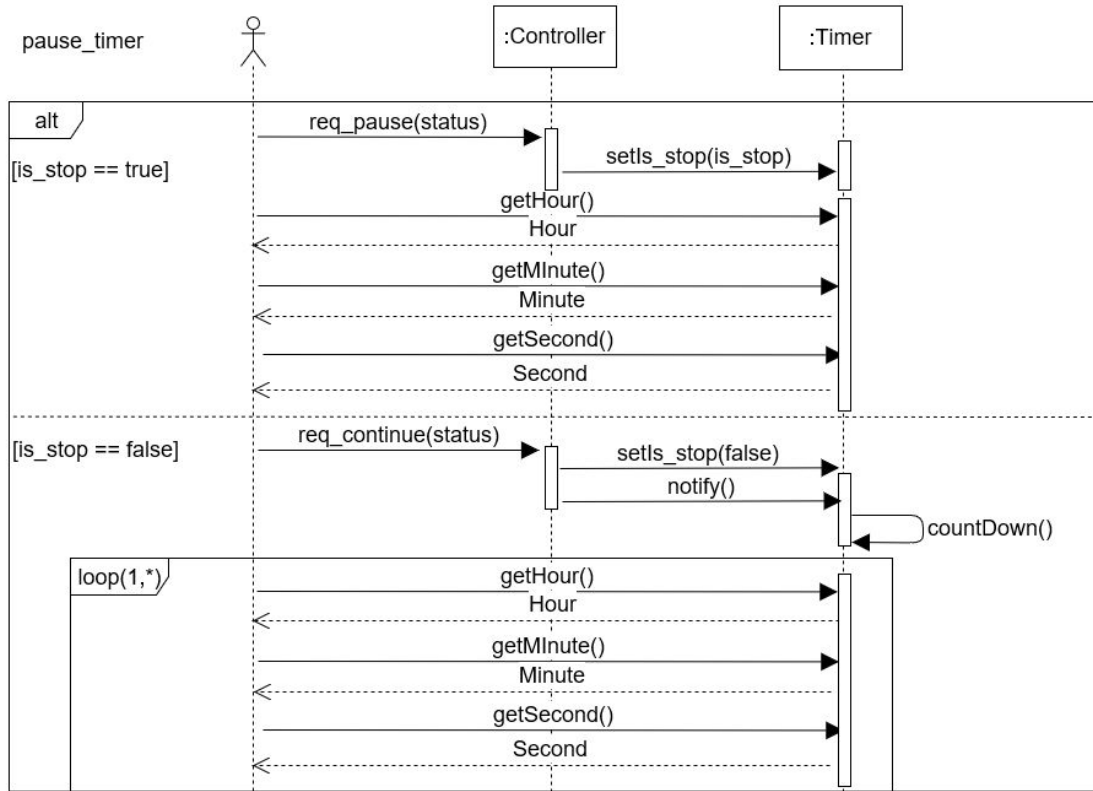 pause_timer
:Controller
:Timer
alt
req_pause(status)
setIs_stop(is_stop)
[is_stop == true]
getHour()
Hour
getMInute()
Minute
getSecond()
Second
[is_stop == false]
req_continue(status)
setIs_stop(false)
notify()
countDown()
loop(1,*)
getHour()
Hour
getMInute()
Minute
getSecond()
Second